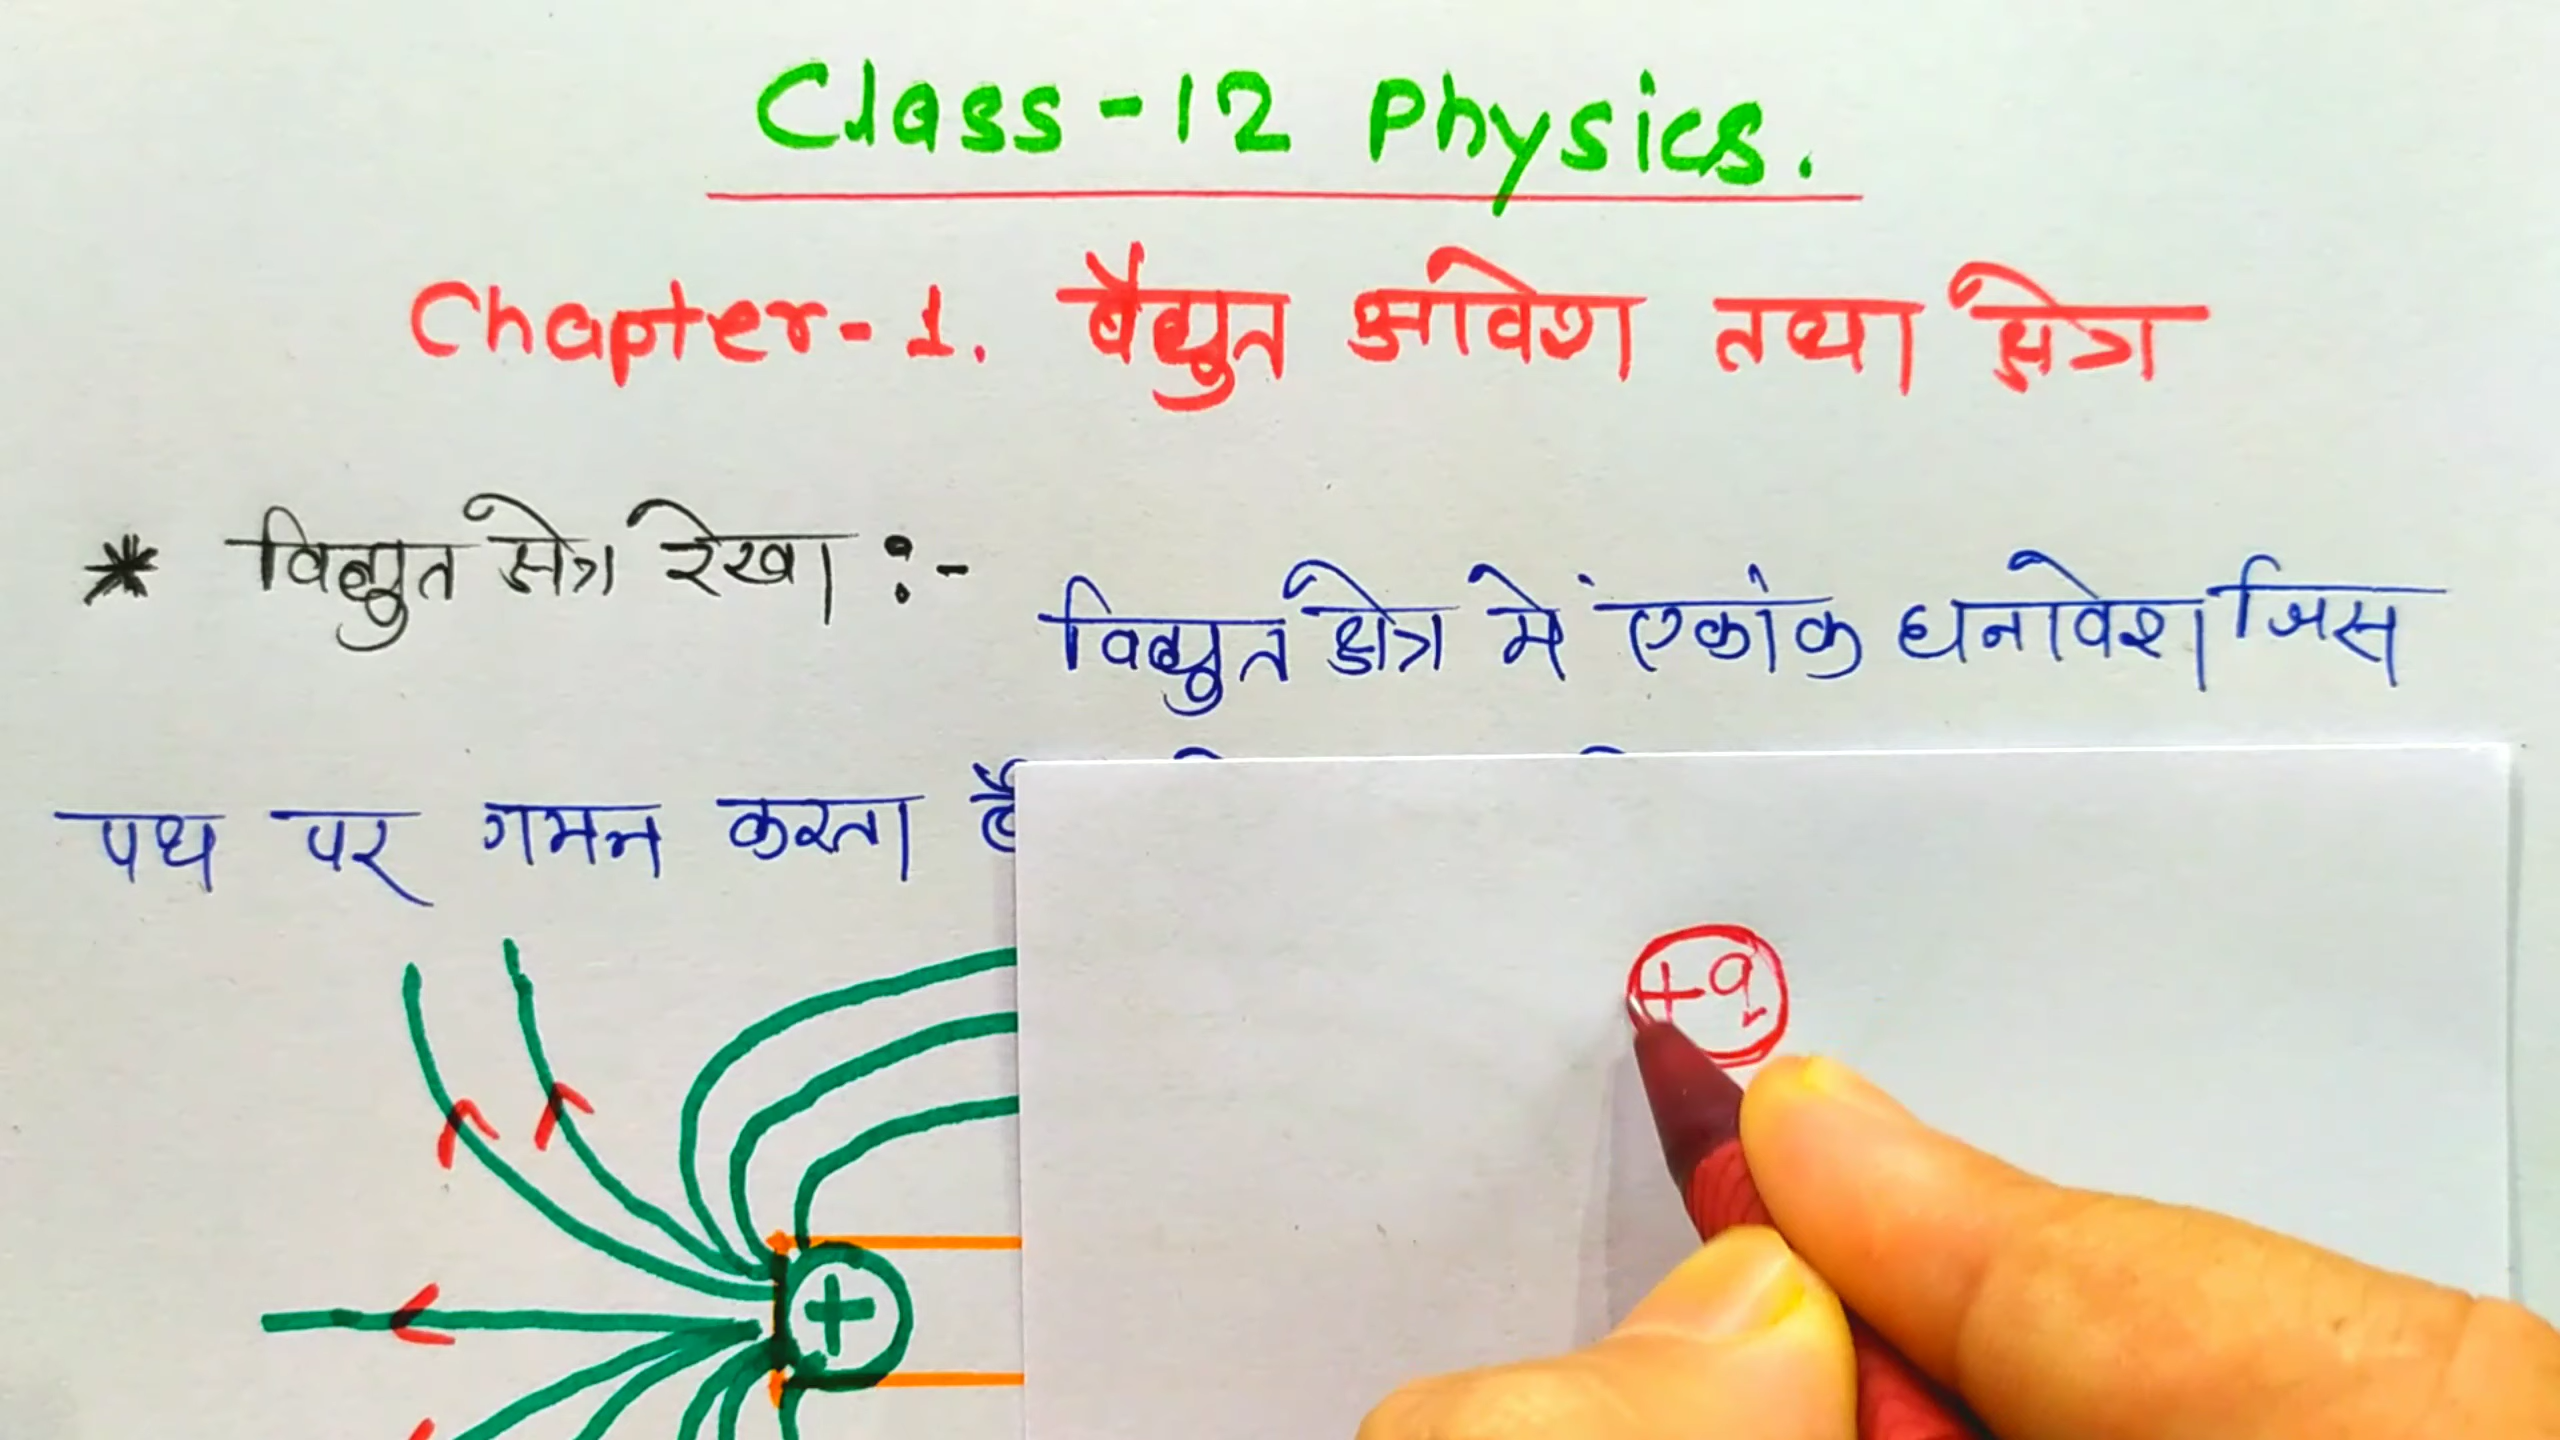 Class-12 Physics.
Chapter-1. बैद्युत आवेश तथा क्षेत्र
* विद्युत क्षेत्र रेखा :-
विद्युत क्षेत्र में एकांक धनावेश जिस
पथ पर गमन करता है
+q
+